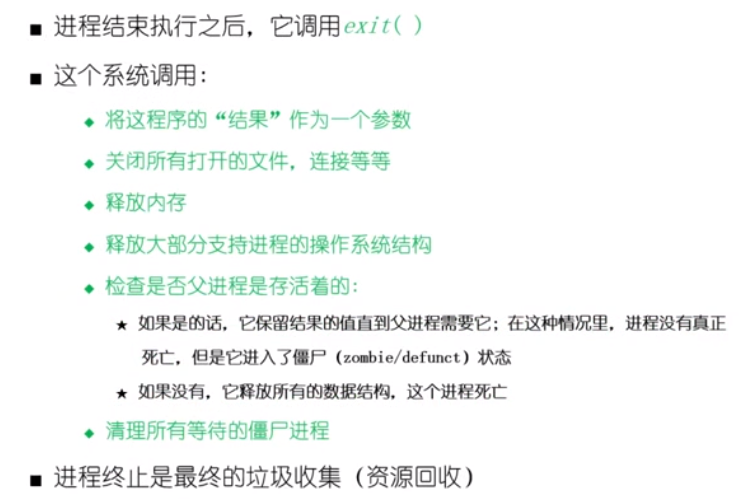 ■ 进程结束执行之后，它调用exit( )
■ 这个系统调用：
◆ 将这程序的“结果”作为一个参数
◆ 关闭所有打开的文件，连接等等
◆ 释放内存
◆ 释放大部分支持进程的操作系统结构
◆ 检查是否父进程是存活着的：
★ 如果是的话，它保留结果的值直到父进程需要它；在这种情况里，进程没有真正
死亡，但是它进入了僵尸（zombie/defunct）状态
★ 如果没有，它释放所有的数据结构，这个进程死亡
◆ 清理所有等待的僵尸进程
■ 进程终止是最终的垃圾收集（资源回收）